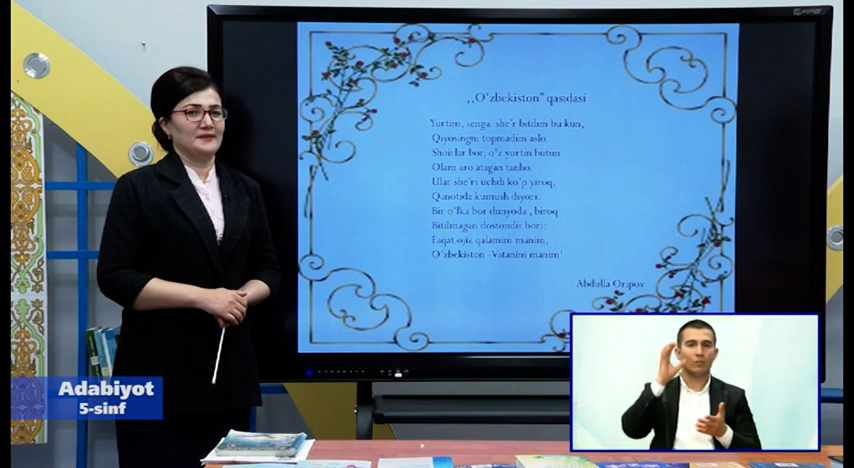 ,,O‘zbekiston" qasidasi
Yurtim, senga she'r bitdim bu kun,
Qiyosingni topmadim aslo.
Shoirlar bor, o‘z yurtin butun
Olam aro atagan tanho.
Ular she'ri uchdi ko‘p yiroq,
Qanotida kumush diyori.
Bir o‘lka bor dunyoda , biroq
Bitilmagan dostondir bori:
Faqat ojiz qalamim manim,
O‘zbekiston -Vatanim manim!
Abdulla Oripov
Adabiyot
5-sinf